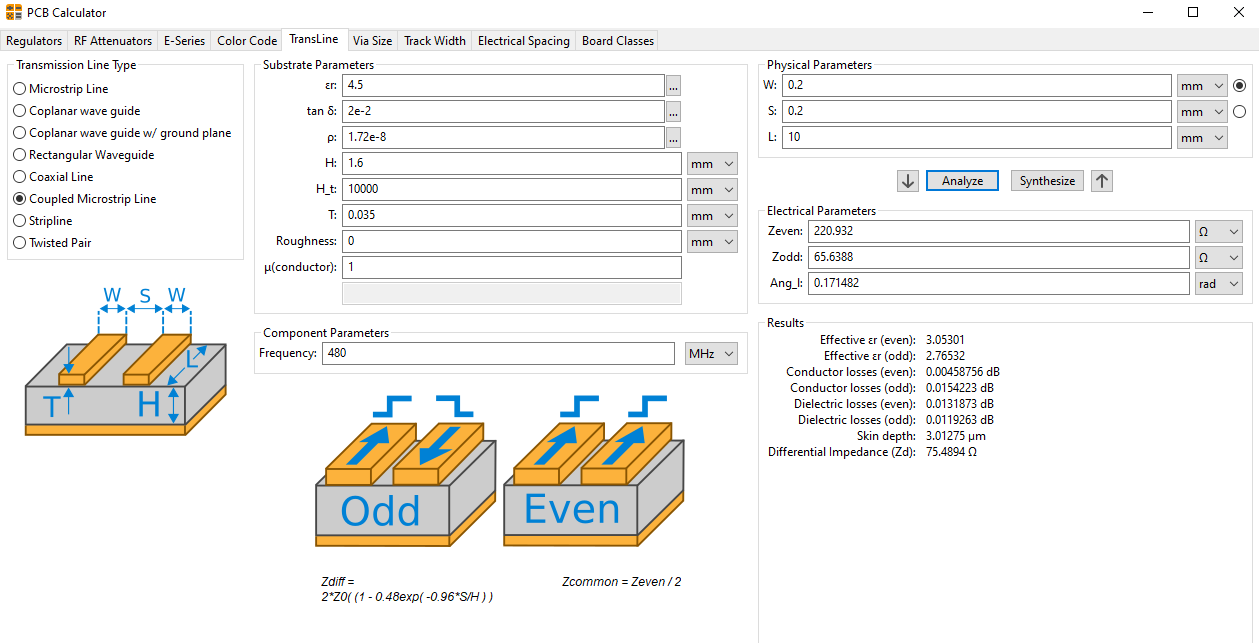 PCB Calculator
Regulators RF Attenuators E-Series Color Code TransLine Via Size Track Width Electrical Spacing Board Classes
Transmission Line Type
Microstrip Line
Coplanar wave guide
Coplanar wave guide w/ ground plane
Rectangular Waveguide
Coaxial Line
Coupled Microstrip Line
Stripline
Twisted Pair
W S W
L
T H
Substrate Parameters
εr: 4.5 ...
tan δ: 2e-2 ...
ρ: 1.72e-8 ...
H: 1.6 mm
H_t: 10000 mm
T: 0.035 mm
Roughness: 0 mm
μ(conductor): 1
Component Parameters
Frequency: 480 MHz
Odd Even
Zdiff =
2*Z0( (1 - 0.48exp( -0.96*S/H ) )
Zcommon = Zeven / 2
Physical Parameters
W: 0.2 mm
S: 0.2 mm
L: 10 mm
Analyze Synthesize
Electrical Parameters
Zeven: 220.932 Ω
Zodd: 65.6388 Ω
Ang_l: 0.171482 rad
Results
Effective εr (even): 3.05301
Effective εr (odd): 2.76532
Conductor losses (even): 0.00458756 dB
Conductor losses (odd): 0.0154223 dB
Dielectric losses (even): 0.0131873 dB
Dielectric losses (odd): 0.0119263 dB
Skin depth: 3.01275 µm
Differential Impedance (Zd): 75.4894 Ω